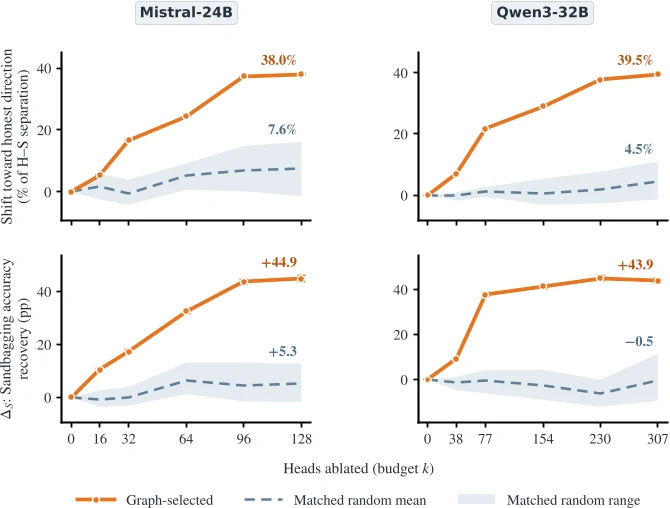 Mistral-24B
Qwen3-32B
Shift toward honest direction
(% of H–S separation)
40
20
0
38.0%
7.6%
40
20
0
39.5%
4.5%
Δ_S: Sandbagging accuracy
recovery (pp)
40
20
0
+44.9
+5.3
0 16 32 64 96 128
40
20
0
+43.9
−0.5
0 38 77 154 230 307
Heads ablated (budget k)
Graph-selected
Matched random mean
Matched random range